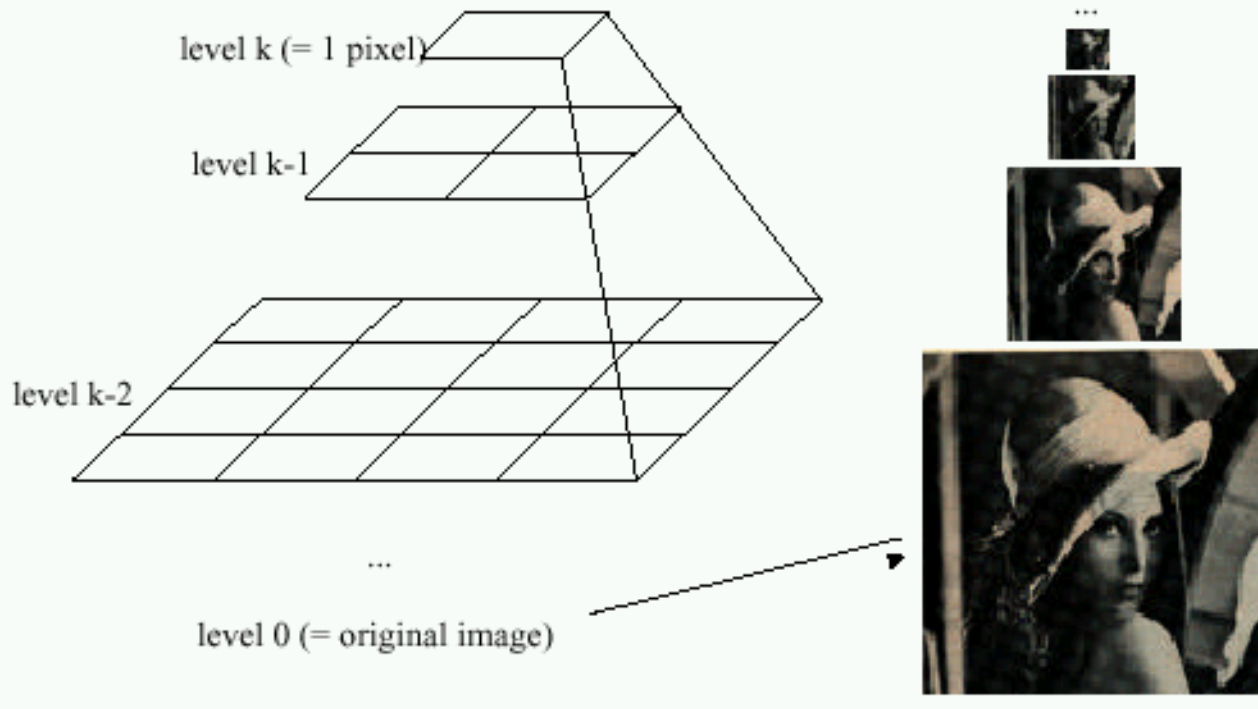 ...
level k (= 1 pixel)
level k-1
level k-2
...
level 0 (= original image)